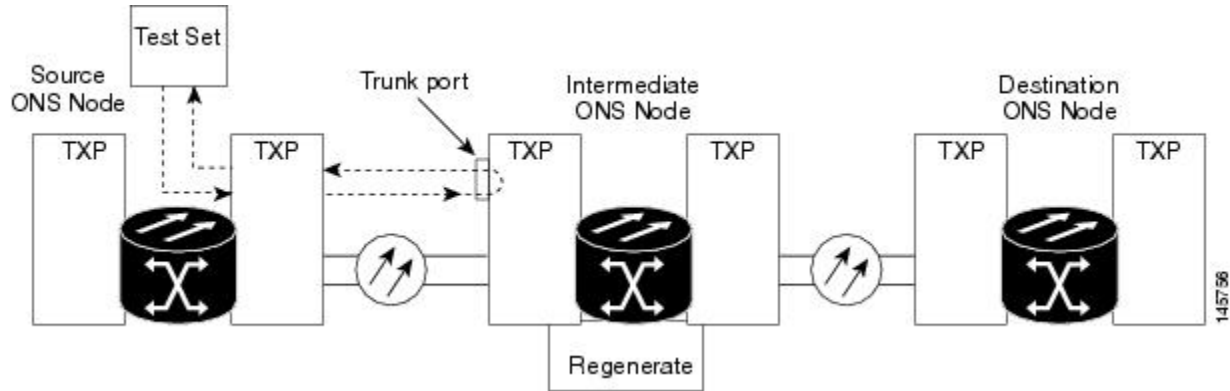 Test Set
Source
ONS Node
Trunk port
Intermediate
ONS Node
Destination
ONS Node
TXP
TXP
TXP
TXP
TXP
TXP
Regenerate
145756